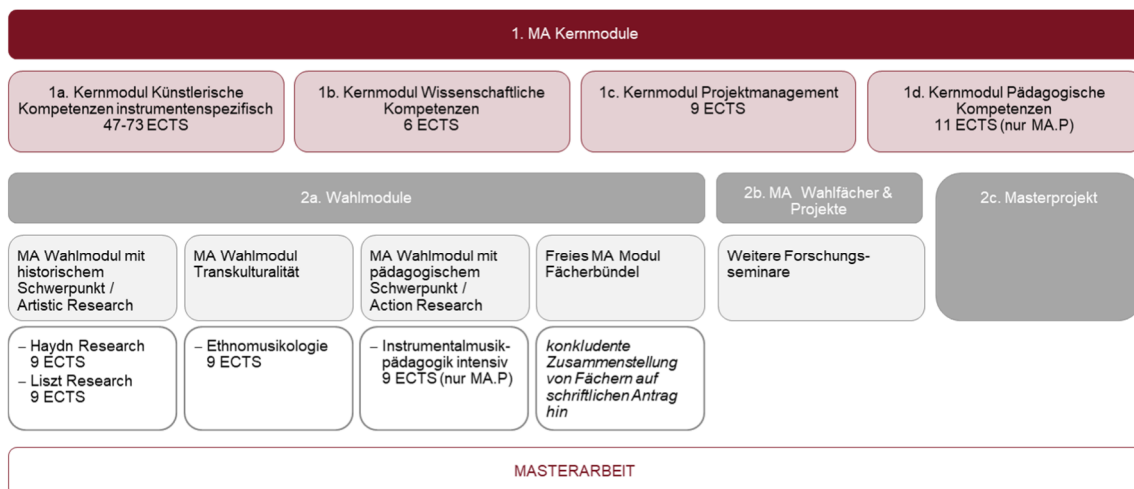 1. MA Kernmodule
1a. Kernmodul Künstlerische
Kompetenzen instrumentenspezifisch
47-73 ECTS
1b. Kernmodul Wissenschaftliche
Kompetenzen
6 ECTS
1c. Kernmodul Projektmanagement
9 ECTS
1d. Kernmodul Pädagogische
Kompetenzen
11 ECTS (nur MA.P)
2a. Wahlmodule
2b. MA Wahlfächer &
Projekte
2c. Masterprojekt
MA Wahlmodul mit
historischem
Schwerpunkt /
Artistic Research
MA Wahlmodul
Transkulturalität
MA Wahlmodul mit
pädagogischem
Schwerpunkt /
Action Research
Freies MA Modul
Fächerbündel
Weitere Forschungs-
seminare
– Haydn Research
9 ECTS
– Liszt Research
9 ECTS
– Ethnomusikologie
9 ECTS
– Instrumentalmusik-
pädagogik intensiv
9 ECTS (nur MA.P)
konkludente
Zusammenstellung
von Fächern auf
schriftlichen Antrag
hin
MASTERARBEIT